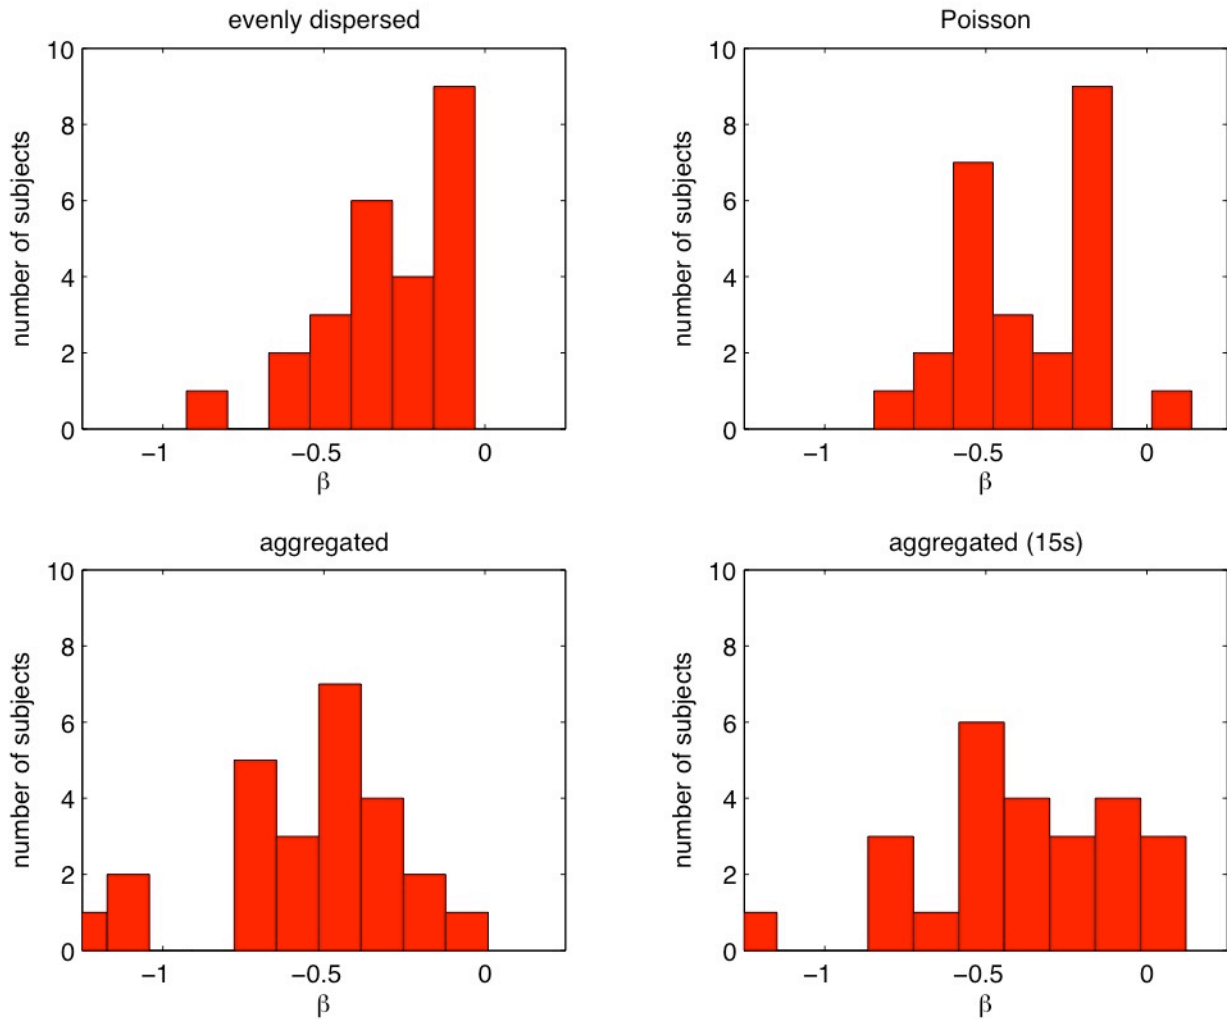 evenly dispersed
10
8
6
4
2
0
number of subjects
−1 −0.5 0
β
Poisson
10
8
6
4
2
0
number of subjects
−1 −0.5 0
β
aggregated
10
8
6
4
2
0
number of subjects
−1 −0.5 0
β
aggregated (15s)
10
8
6
4
2
0
number of subjects
−1 −0.5 0
β